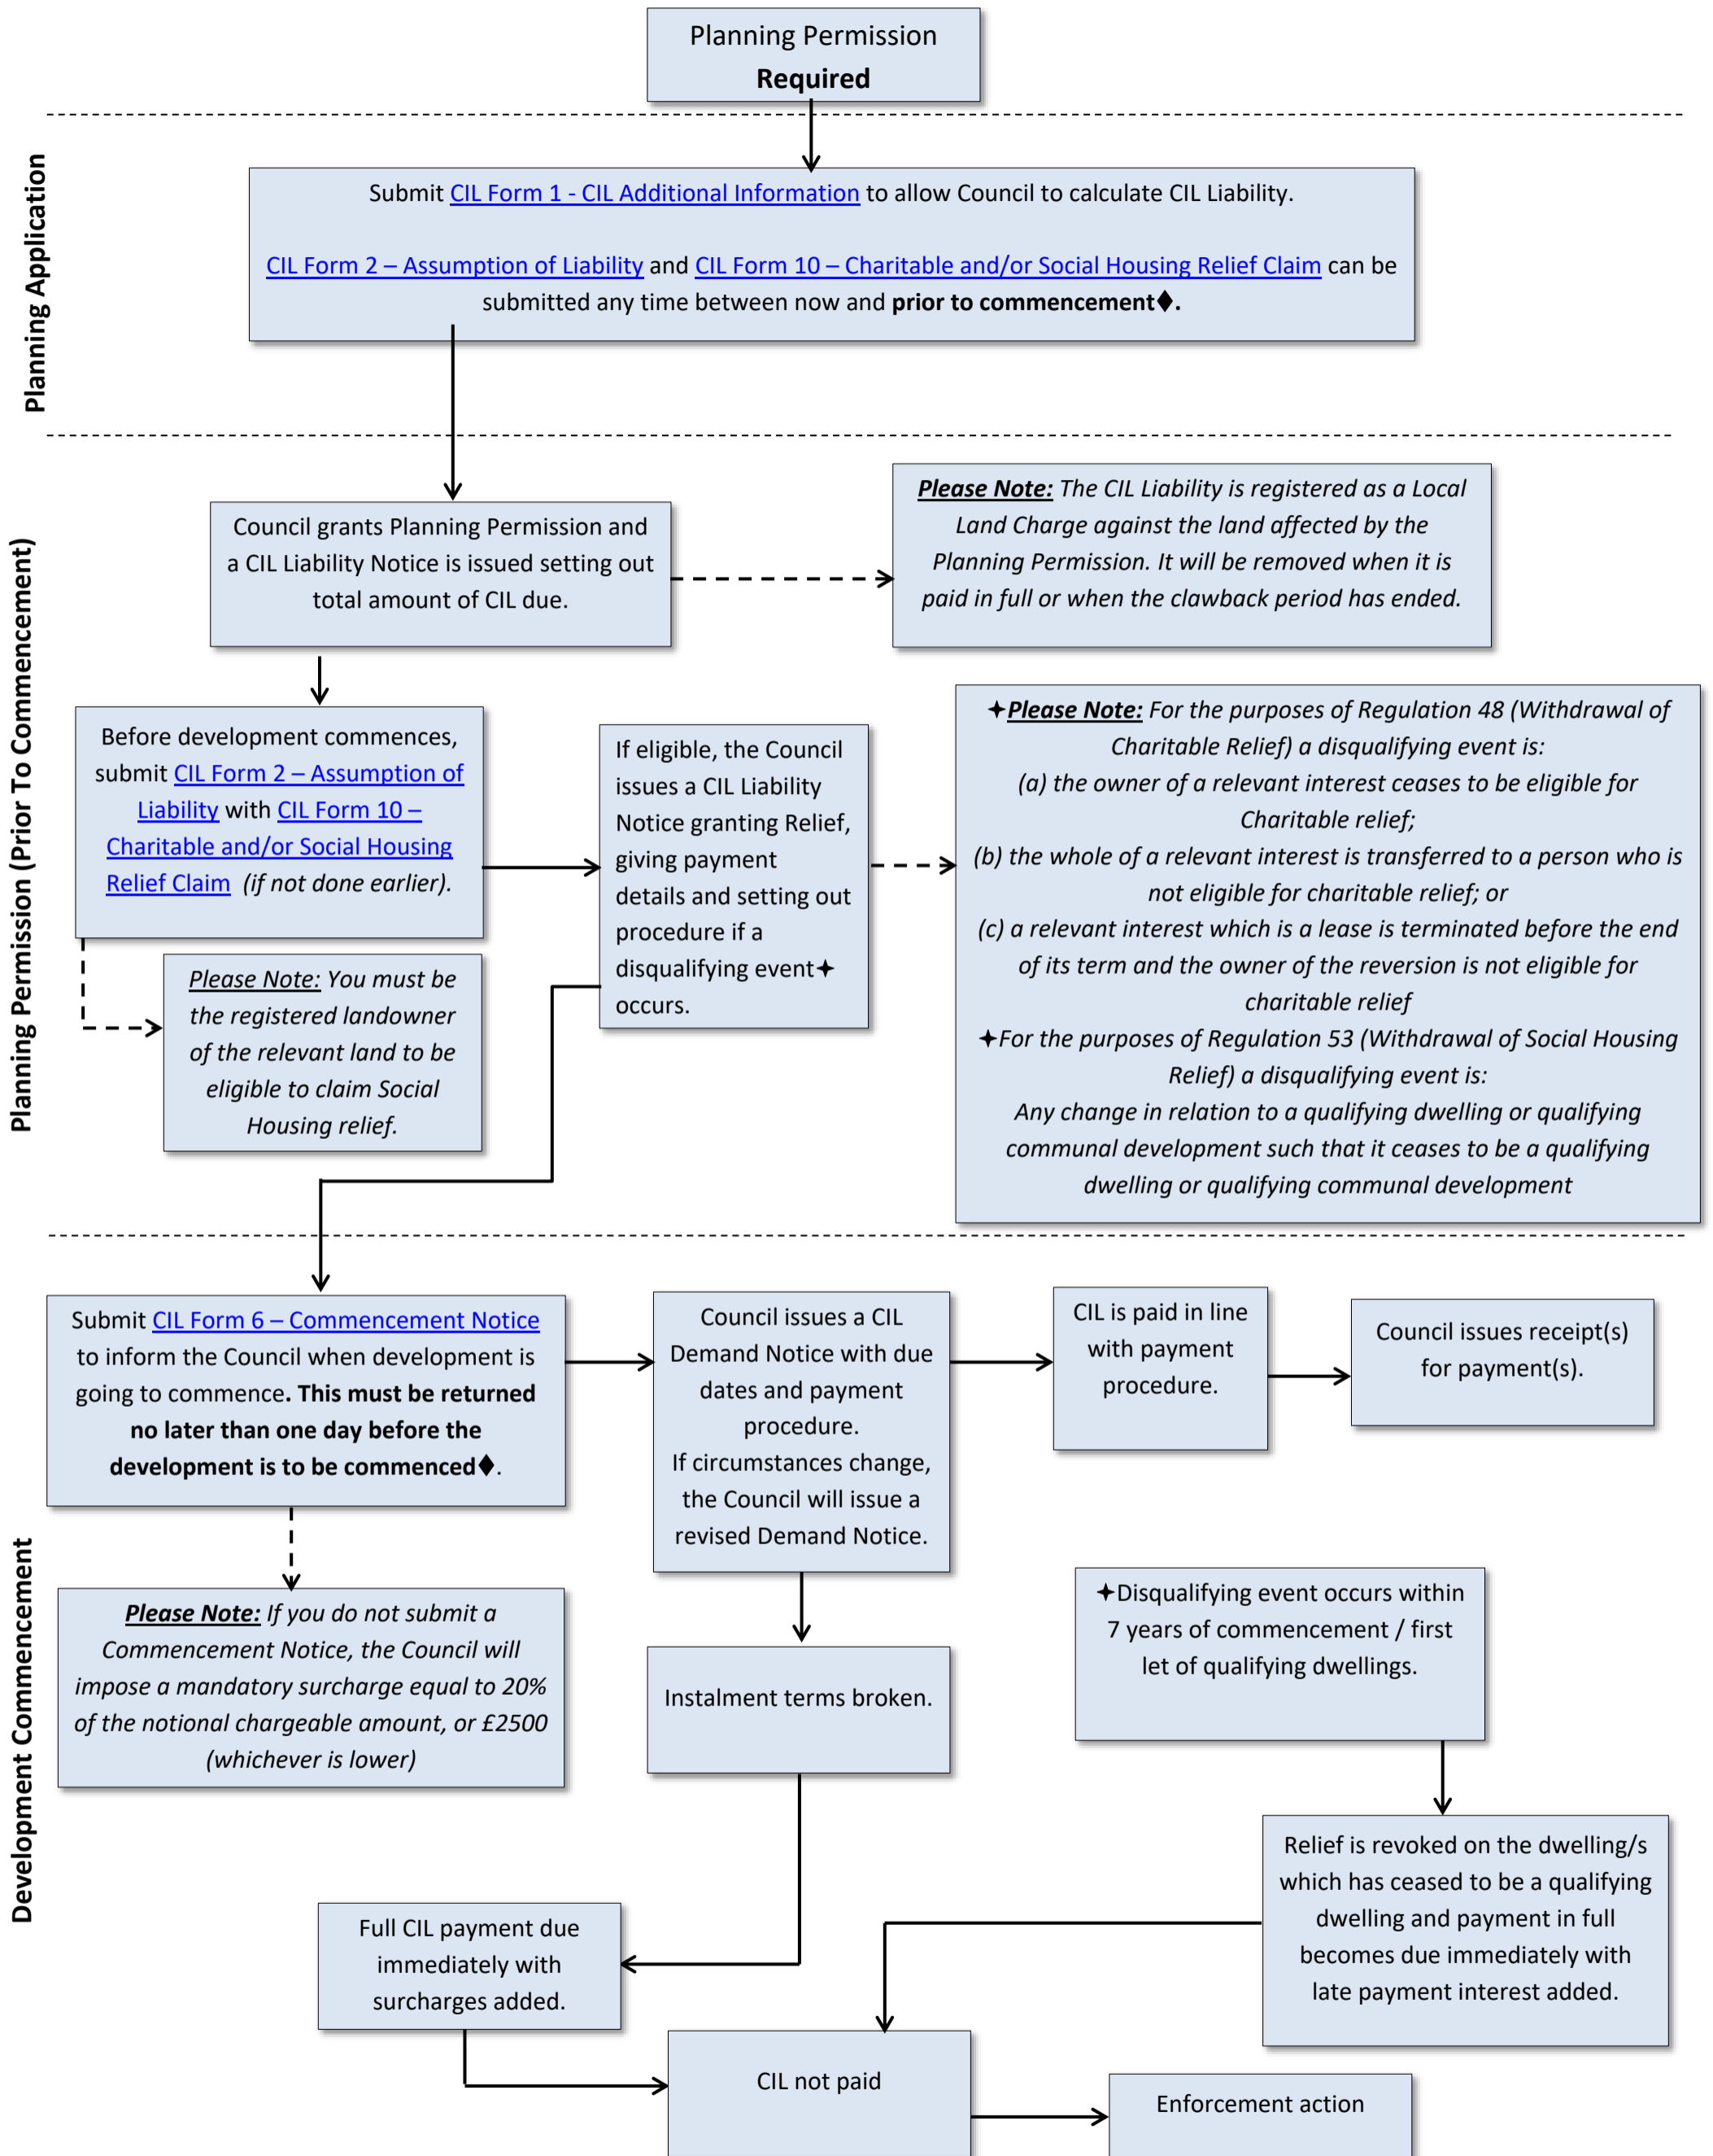 Planning Permission
Required
Planning Application
Submit CIL Form 1 - CIL Additional Information to allow Council to calculate CIL Liability.
CIL Form 2 – Assumption of Liability and CIL Form 10 – Charitable and/or Social Housing Relief Claim can be
submitted any time between now and prior to commencement♦.
Planning Permission (Prior To Commencement)
Council grants Planning Permission and
a CIL Liability Notice is issued setting out
total amount of CIL due.
Please Note: The CIL Liability is registered as a Local
Land Charge against the land affected by the
Planning Permission. It will be removed when it is
paid in full or when the clawback period has ended.
Before development commences,
submit CIL Form 2 – Assumption of
Liability with CIL Form 10 –
Charitable and/or Social Housing
Relief Claim (if not done earlier).
Please Note: You must be
the registered landowner
of the relevant land to be
eligible to claim Social
Housing relief.
If eligible, the Council
issues a CIL Liability
Notice granting Relief,
giving payment
details and setting out
procedure if a
disqualifying event✦
occurs.
✦Please Note: For the purposes of Regulation 48 (Withdrawal of
Charitable Relief) a disqualifying event is:
(a) the owner of a relevant interest ceases to be eligible for
Charitable relief;
(b) the whole of a relevant interest is transferred to a person who is
not eligible for charitable relief; or
(c) a relevant interest which is a lease is terminated before the end
of its term and the owner of the reversion is not eligible for
charitable relief
✦For the purposes of Regulation 53 (Withdrawal of Social Housing
Relief) a disqualifying event is:
Any change in relation to a qualifying dwelling or qualifying
communal development such that it ceases to be a qualifying
dwelling or qualifying communal development
Development Commencement
Submit CIL Form 6 – Commencement Notice
to inform the Council when development is
going to commence. This must be returned
no later than one day before the
development is to be commenced♦.
Please Note: If you do not submit a
Commencement Notice, the Council will
impose a mandatory surcharge equal to 20%
of the notional chargeable amount, or £2500
(whichever is lower)
Council issues a CIL
Demand Notice with due
dates and payment
procedure.
If circumstances change,
the Council will issue a
revised Demand Notice.
CIL is paid in line
with payment
procedure.
Council issues receipt(s)
for payment(s).
Instalment terms broken.
✦Disqualifying event occurs within
7 years of commencement / first
let of qualifying dwellings.
Relief is revoked on the dwelling/s
which has ceased to be a qualifying
dwelling and payment in full
becomes due immediately with
late payment interest added.
Full CIL payment due
immediately with
surcharges added.
CIL not paid
Enforcement action